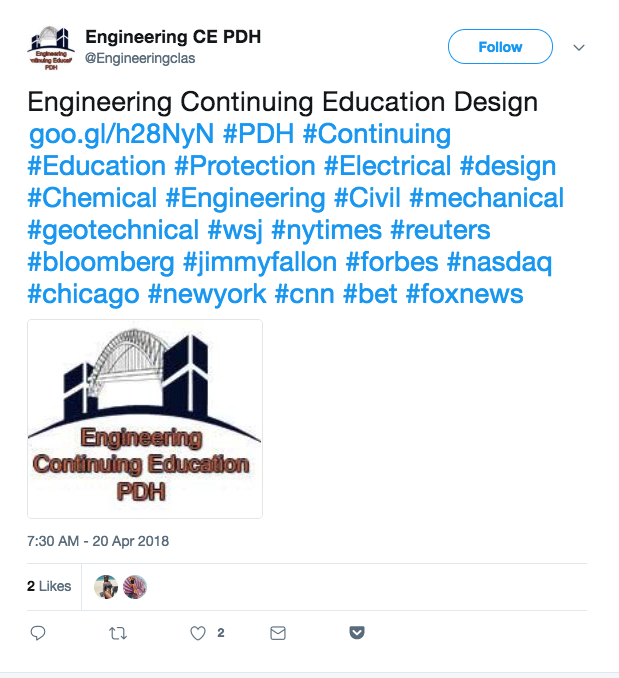 Engineering CE PDH
@Engineeringclas
Follow
Engineering Continuing Education Design
goo.gl/h28NyN #PDH #Continuing
#Education #Protection #Electrical #design
#Chemical #Engineering #Civil #mechanical
#geotechnical #wsj #nytimes #reuters
#bloomberg #jimmyfallon #forbes #nasdaq
#chicago #newyork #cnn #bet #foxnews
Engineering
Continuing Education
PDH
7:30 AM - 20 Apr 2018
2 Likes
2